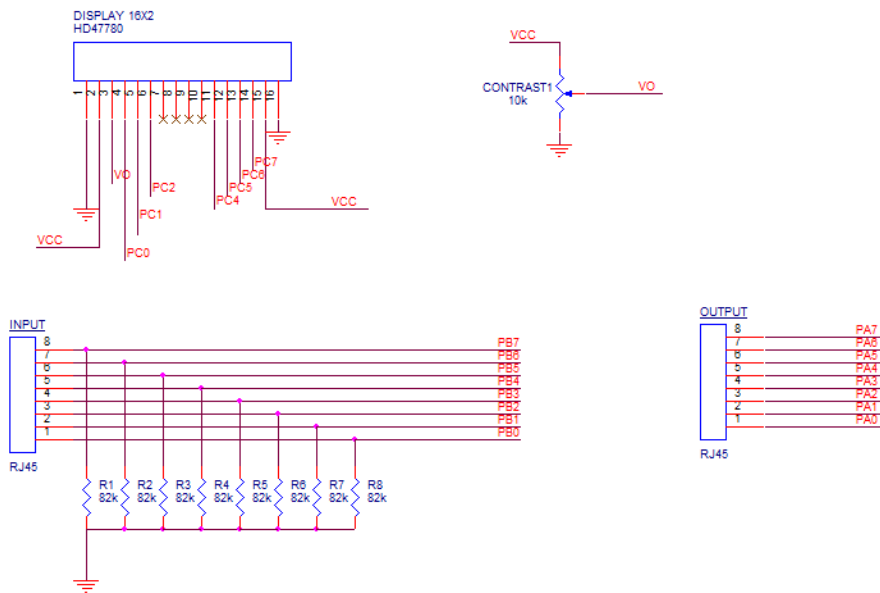 DISPLAY 16X2
HD47780
1 2 3 4 5 6 7 8 9 10 11 12 13 14 15 16
VO
PC0
PC1
PC2
PC4
PC5
PC6
PC7
VCC
VCC
VCC
CONTRAST1
10k
VO
INPUT
8 PB7
7 PB6
6 PB5
5 PB4
4 PB3
3 PB2
2 PB1
1 PB0
RJ45
R1 R2 R3 R4 R5 R6 R7 R8
82k 82k 82k 82k 82k 82k 82k 82k
OUTPUT
8 PA7
7 PA6
6 PA5
5 PA4
4 PA3
3 PA2
2 PA1
1 PA0
RJ45